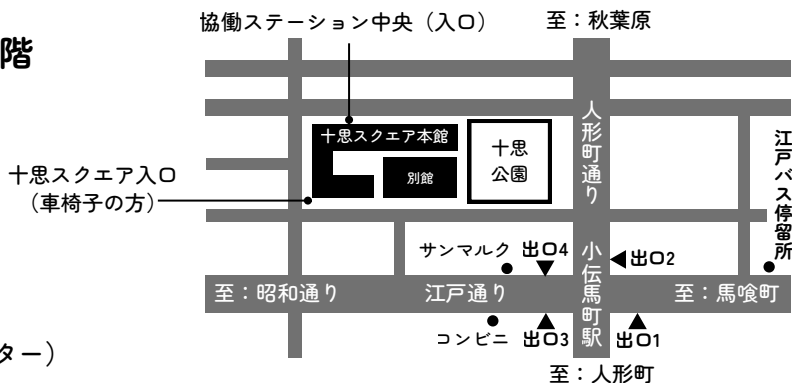 協働ステーション中央（入口）
至：秋葉原
階
人形町通り
十思スクエア本館
十思
公園
別館
江戸バス停留所
十思スクエア入口
（車椅子の方）
サンマルク
出口4
小伝馬町駅
出口2
至：昭和通り
江戸通り
至：馬喰町
コンビニ
出口3
出口1
ター）
至：人形町